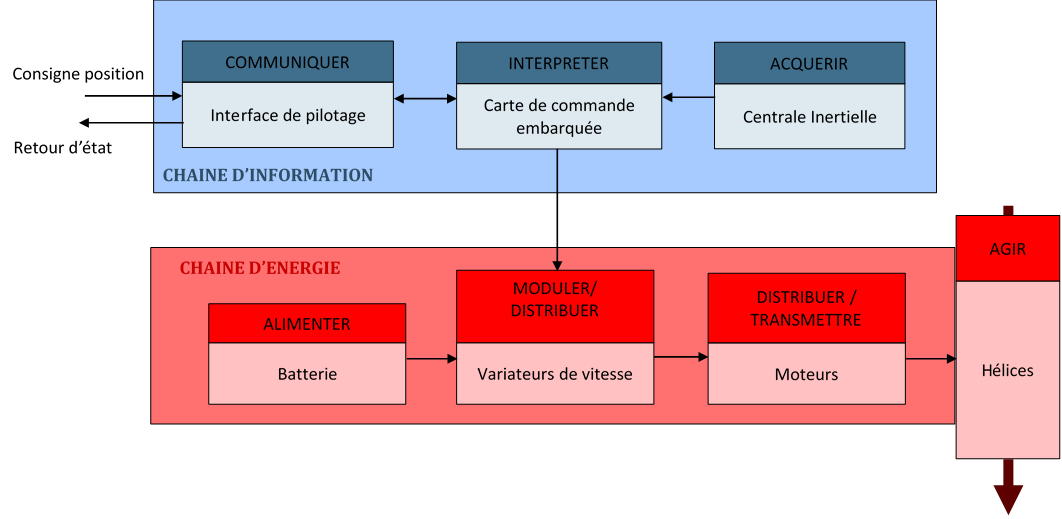 COMMUNIQUER
INTERPRETER
ACQUERIR
Consigne position
Interface de pilotage
Carte de commande
embarquée
Centrale Inertielle
Retour d'état
CHAINE D'INFORMATION
CHAINE D'ENERGIE
AGIR
MODULER/
DISTRIBUER
DISTRIBUER /
TRANSMETTRE
ALIMENTER
Batterie
Variateurs de vitesse
Moteurs
Hélices